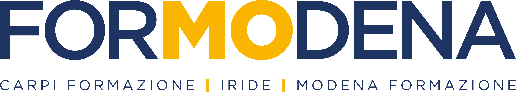 FORMODENA
CARPI FORMAZIONE | IRIDE | MODENA FORMAZIONE